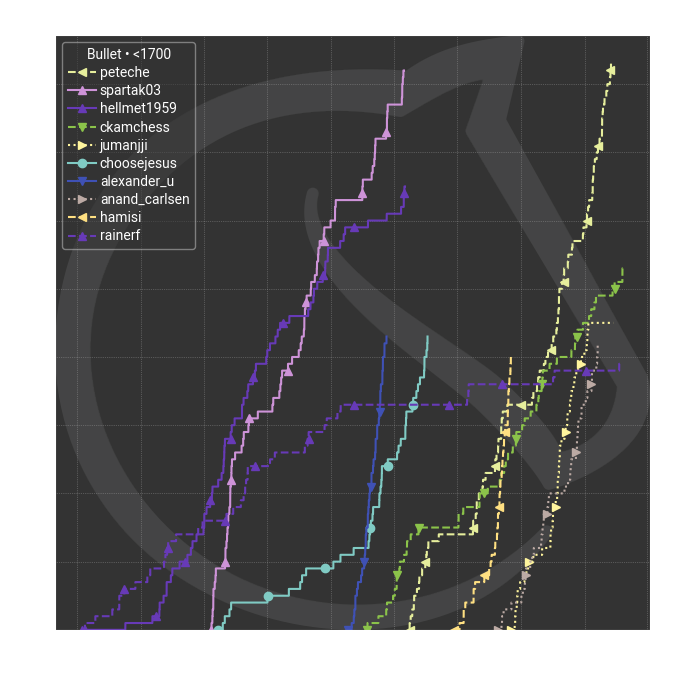 Bullet • <1700
peteche
spartak03
hellmet1959
ckamchess
jumanjji
choosejesus
alexander_u
anand_carlsen
hamisi
rainerf